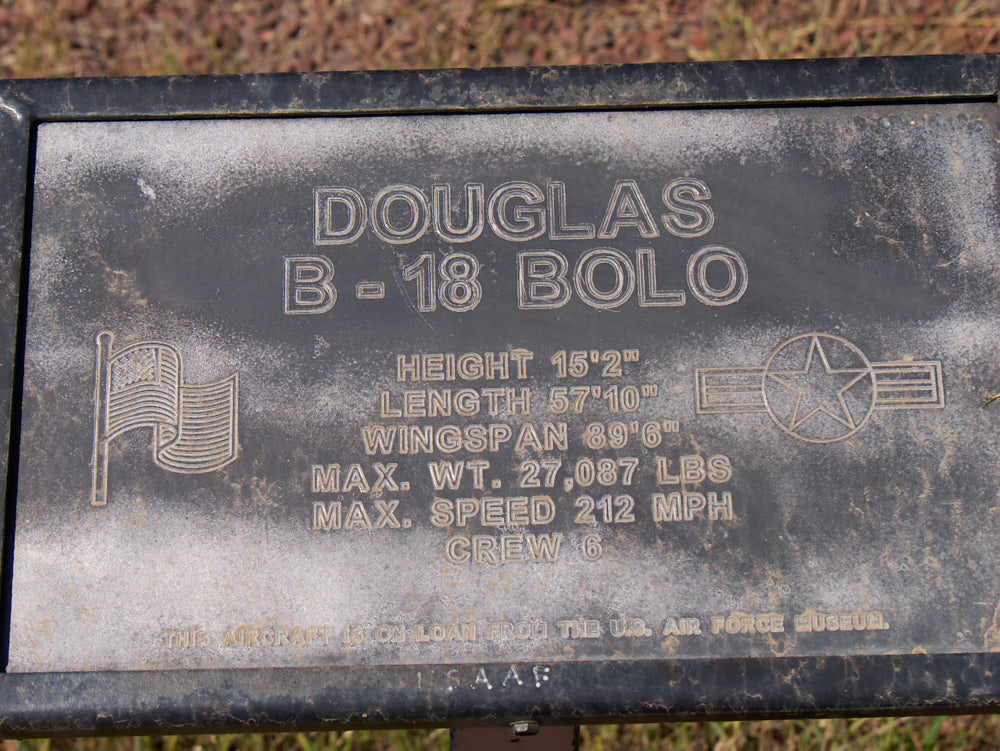 DOUGLAS
B - 18 BOLO
HEIGHT 15'2"
LENGTH 57'10"
WINGSPAN 89'6"
MAX. WT. 27,087 LBS
MAX. SPEED 212 MPH
CREW 6
THIS AIRCRAFT IS ON LOAN FROM THE U.S. AIR FORCE MUSEUM.
USAAF